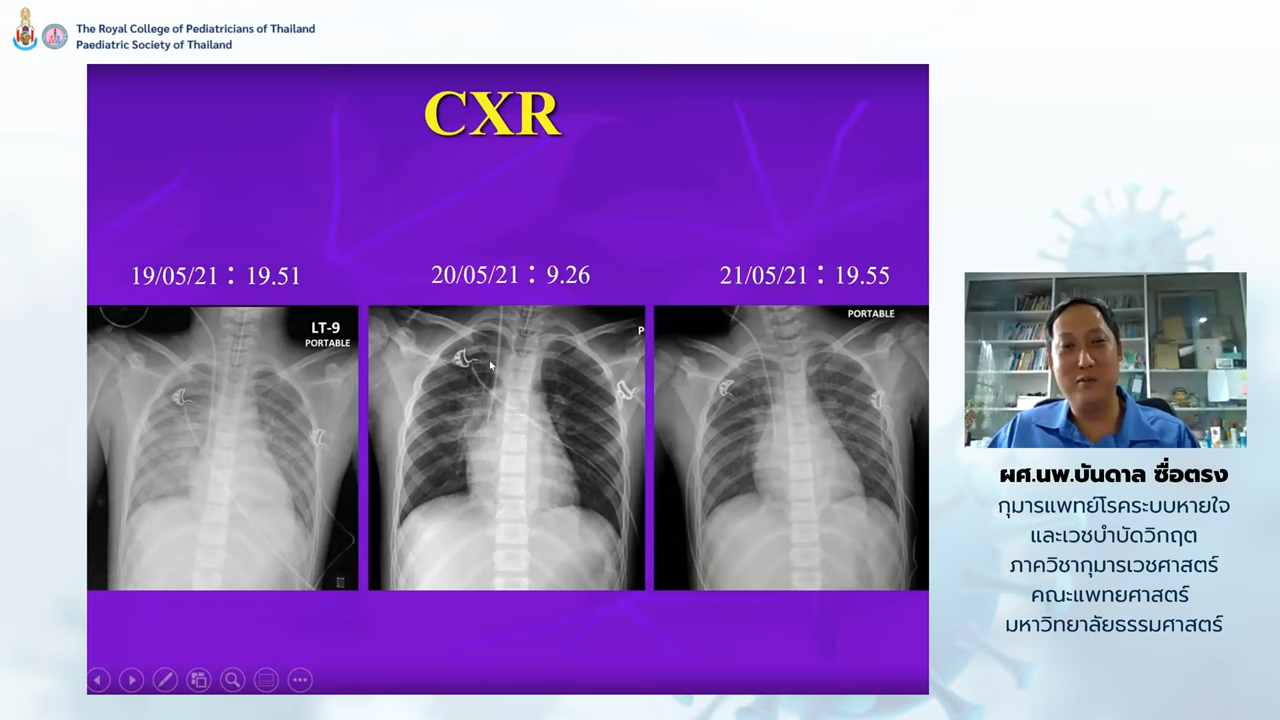 The Royal College of Pediatricians of Thailand
Paediatric Society of Thailand
CXR
19/05/21 : 19.51
20/05/21 : 9.26
21/05/21 : 19.55
LT-9
PORTABLE
P
PORTABLE
ผศ.นพ.บันดาล ซื่อตรง
กุมารแพทย์โรคระบบหายใจ
และเวชบำบัดวิกฤต
ภาควิชากุมารเวชศาสตร์
คณะแพทยศาสตร์
มหาวิทยาลัยธรรมศาสตร์